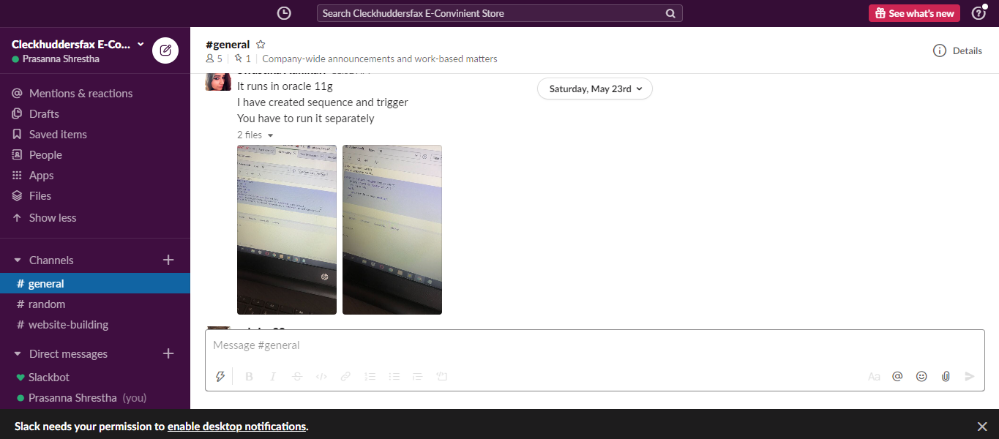 Search Cleckhuddersfax E-Convinient Store
See what's new
Cleckhuddersfax E-Co...
Prasanna Shrestha
Mentions & reactions
Drafts
Saved items
People
Apps
Files
Show less
Channels
# general
# random
# website-building
Direct messages
Slackbot
Prasanna Shrestha (you)
#general
5 | 1 | Company-wide announcements and work-based matters
Details
Saturday, May 23rd
It runs in oracle 11g
I have created sequence and trigger
You have to run it separately
2 files
Message #general
B I S </> Aa @
Slack needs your permission to enable desktop notifications.